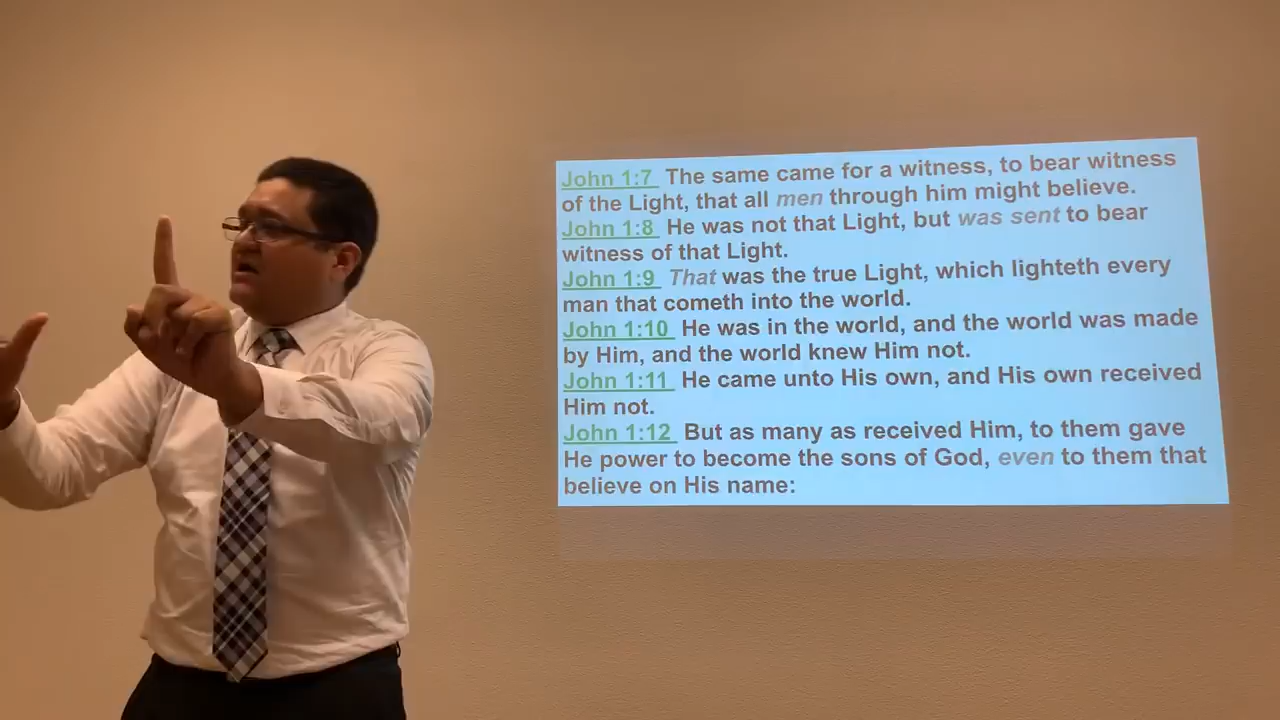 John 1:7 The same came for a witness, to bear witness
of the Light, that all men through him might believe.
John 1:8 He was not that Light, but was sent to bear
witness of that Light.
John 1:9 That was the true Light, which lighteth every
man that cometh into the world.
John 1:10 He was in the world, and the world was made
by Him, and the world knew Him not.
John 1:11 He came unto His own, and His own received
Him not.
John 1:12 But as many as received Him, to them gave
He power to become the sons of God, even to them that
believe on His name: